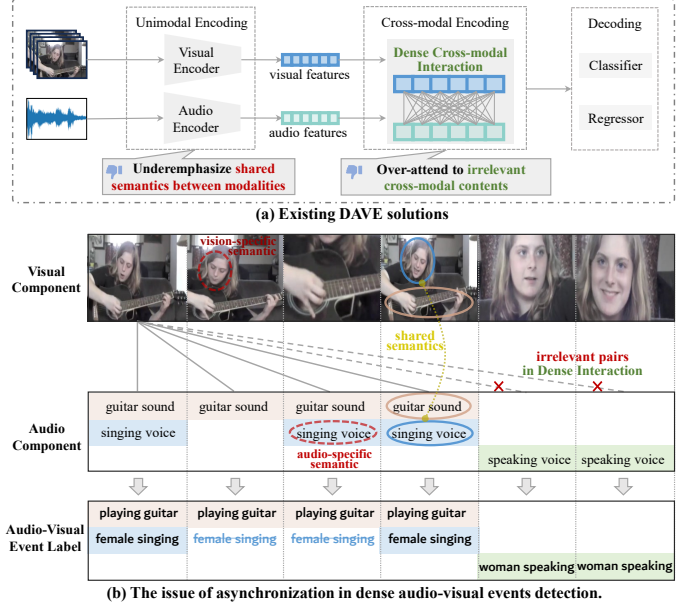 Unimodal Encoding
Cross-modal Encoding
Decoding
Visual
Encoder
visual features
Audio
Encoder
audio features
Dense Cross-modal
Interaction
Classifier
Regressor
Underemphasize shared
semantics between modalities
Over-attend to irrelevant
cross-modal contents
(a) Existing DAVE solutions
Visual
Component
vision-specific
semantic
shared
semantics
irrelevant pairs
in Dense Interaction
Audio
Component
guitar sound guitar sound guitar sound guitar sound
singing voice singing voice singing voice
audio-specific
semantic
speaking voice speaking voice
Audio-Visual
Event Label
playing guitar playing guitar playing guitar playing guitar
female singing female singing female singing female singing
woman speaking woman speaking
(b) The issue of asynchronization in dense audio-visual events detection.